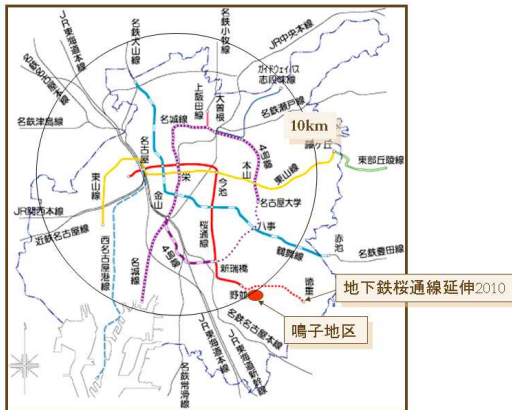 名鉄犬山線
名鉄小牧線
JR中央本線
JR東海道本線
名鉄名古屋本線
ガイドウェイバス
志段味線
上飯田線
大曽根
名鉄瀬戸線
名鉄津島線
名城線
10km
藤ヶ丘
名古屋
4号線
本山
東山線
東部丘陵線
東山線
栄
今池
名古屋大学
JR関西本線
金山
桜通線
八事
近鉄名古屋線
赤池
名鉄豊田線
鶴舞線
西名古屋港線
名城線
4号線
新瑞橋
徳重
野並
地下鉄桜通線延伸2010
鳴子地区
名鉄名古屋本線
JR東海道本線
JR東海道新幹線
名鉄常滑線